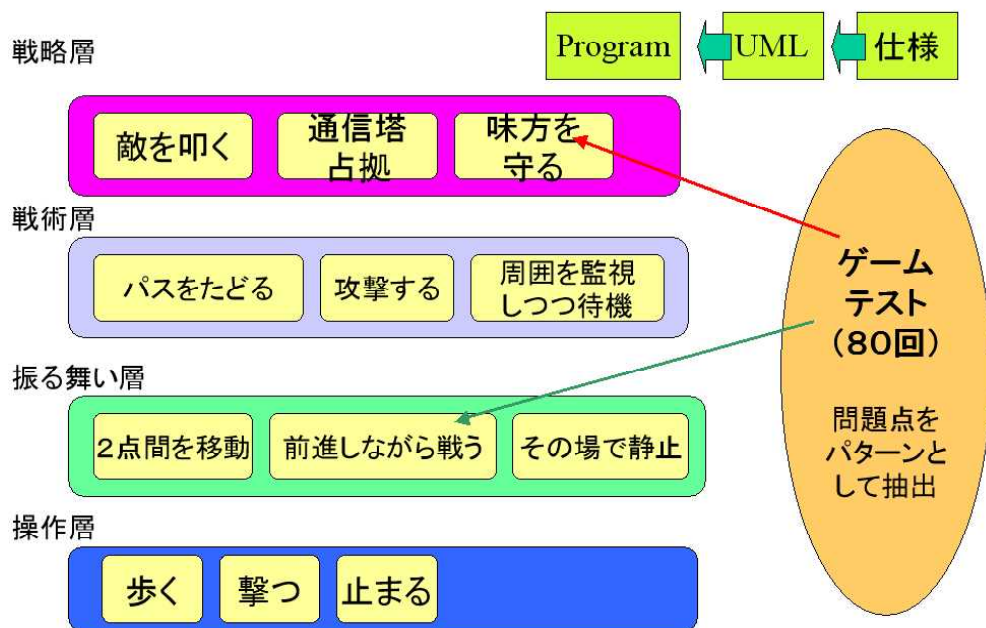 戦略層
Program
UML
仕様
敵を叩く
通信塔
占拠
味方を
守る
戦術層
パスをたどる
攻撃する
周囲を監視
しつつ待機
振る舞い層
2点間を移動
前進しながら戦う
その場で静止
操作層
歩く
撃つ
止まる
ゲーム
テスト
(80回)
問題点を
パターンと
して抽出